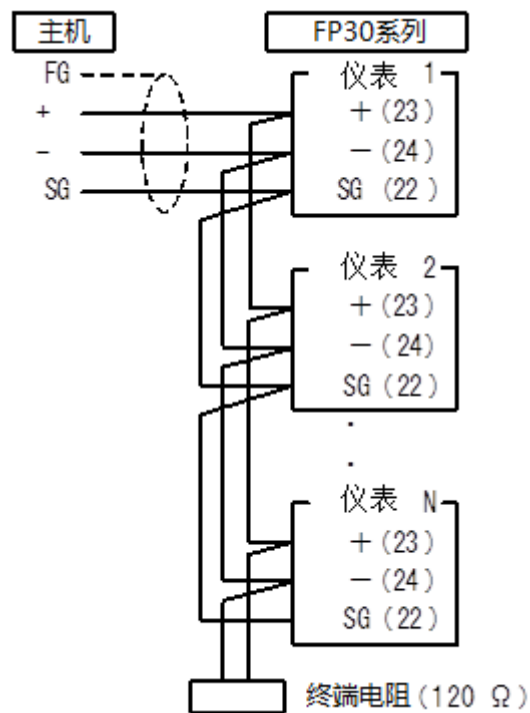 主机 FP30系列
FG 仪表 1
+ +(23)
- -(24)
SG SG(22)
仪表 2
+(23)
-(24)
SG(22)
仪表 N
+(23)
-(24)
SG(22)
终端电阻(120 Ω)